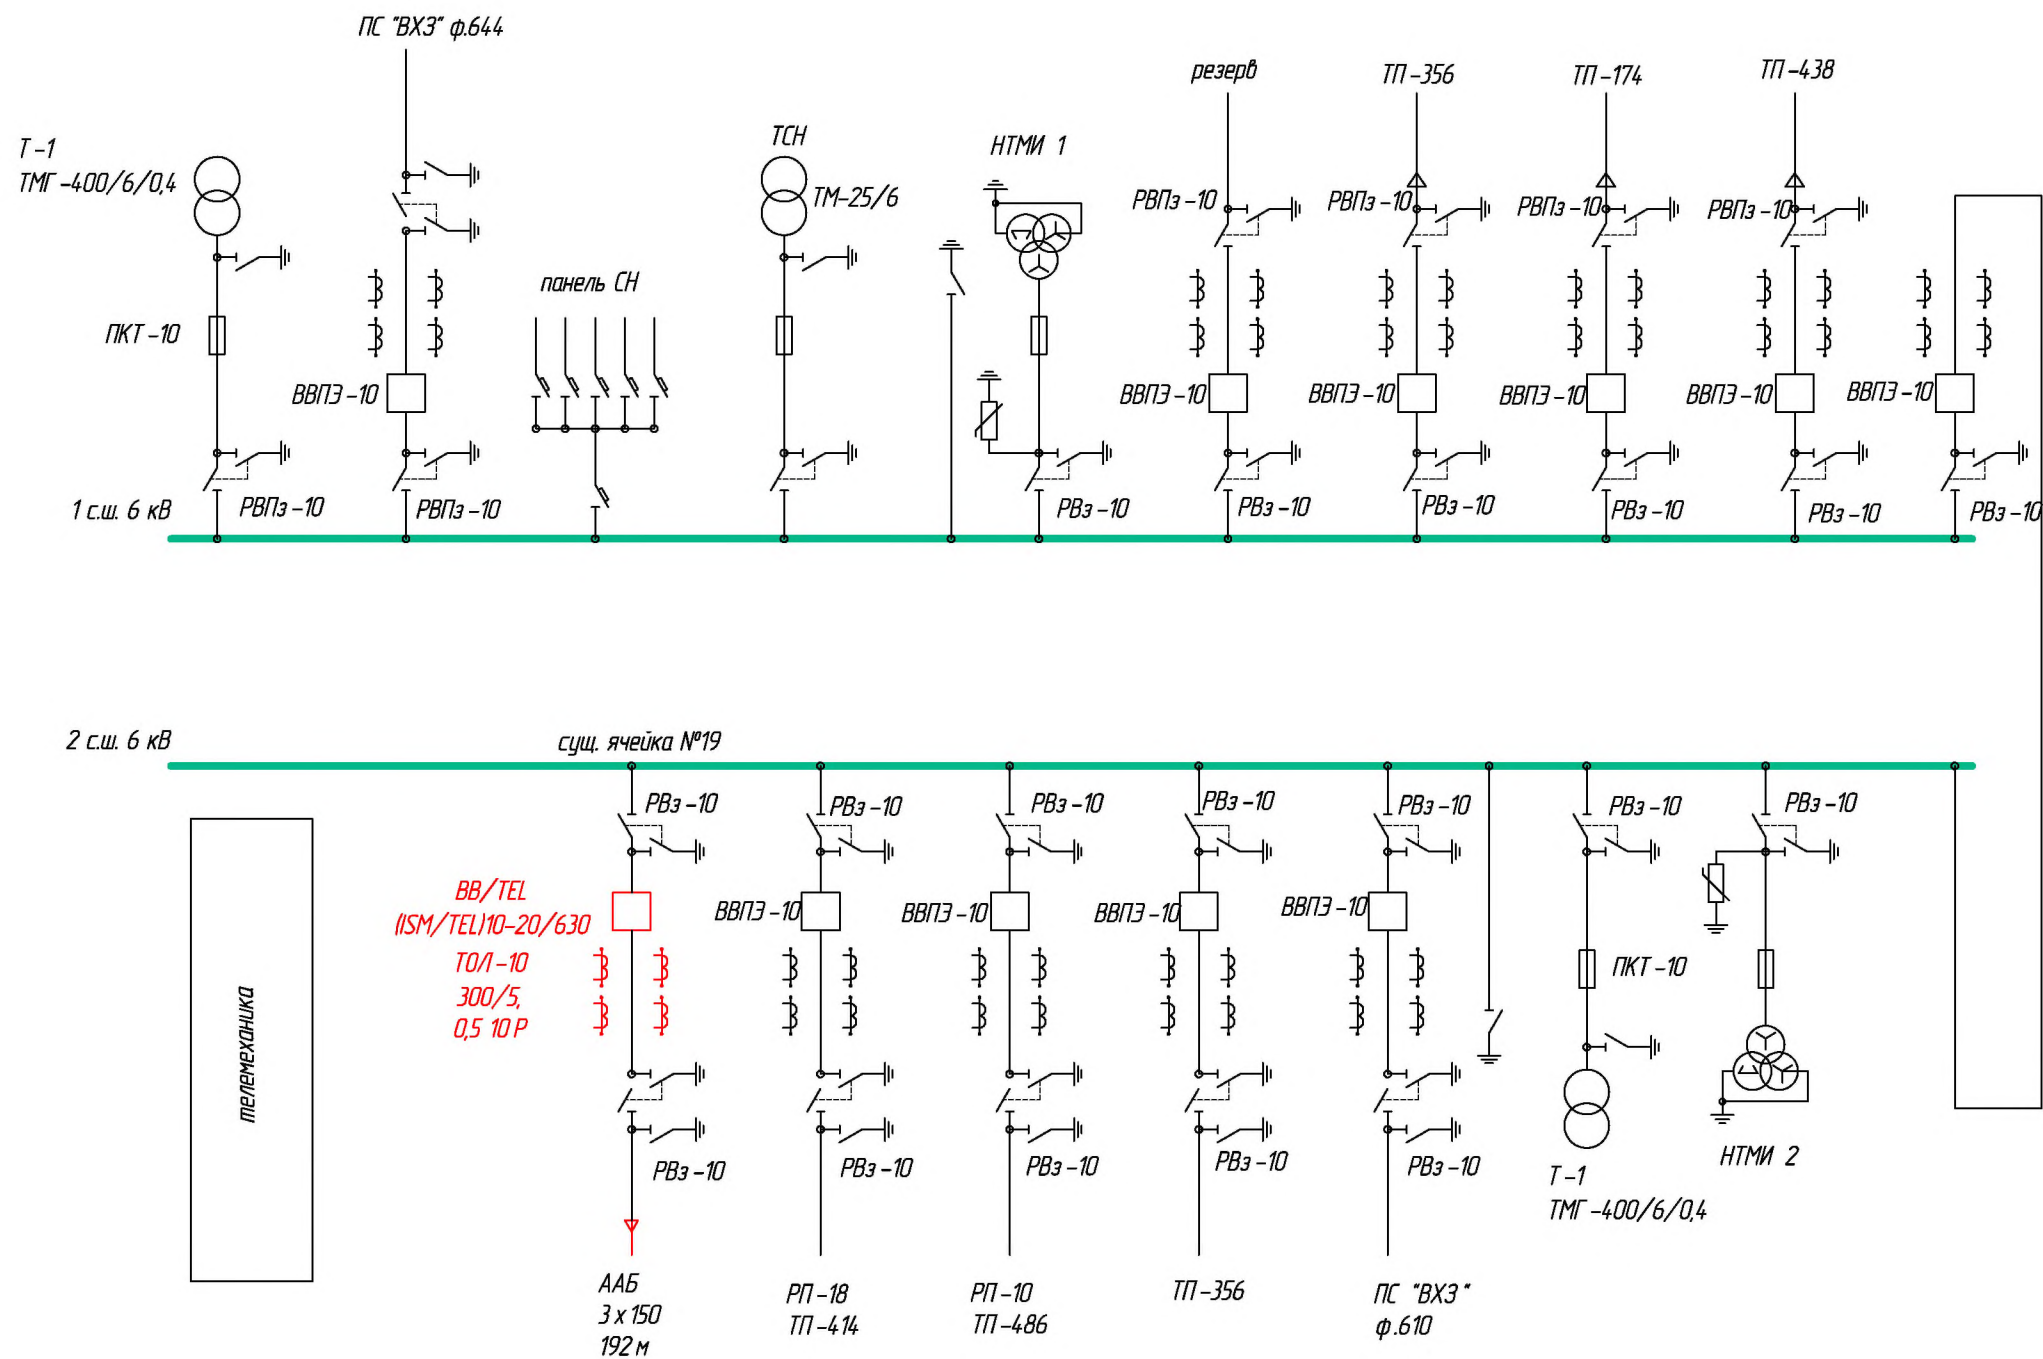 ПС "ВХЗ" ф.644
резерв
ТП-356
ТП-174
ТП-438
Т-1
ТМГ-400/6/0,4
ТСН
ТМ-25/6
НТМИ 1
РВПз-10
РВПз-10
РВПз-10
РВПз-10
панель СН
ПКТ-10
ВВПЭ-10
ВВПЭ-10
ВВПЭ-10
ВВПЭ-10
ВВПЭ-10
ВВПЭ-10
1 с.ш. 6 кВ
РВПз-10
РВПз-10
РВз-10
РВз-10
РВз-10
РВз-10
РВз-10
РВз-10
2 с.ш. 6 кВ
сущ. ячейка №19
РВз-10
РВз-10
РВз-10
РВз-10
РВз-10
РВз-10
РВз-10
ВВ/TEL
(ISM/TEL)10-20/630
ТОЛ-10
300/5,
0,5 10 Р
ВВПЭ-10
ВВПЭ-10
ВВПЭ-10
ВВПЭ-10
ПКТ-10
телемеханика
РВз-10
РВз-10
РВз-10
РВз-10
РВз-10
НТМИ 2
Т-1
ТМГ-400/6/0,4
ААБ
3 х 150
192 м
РП-18
ТП-414
РП-10
ТП-486
ТП-356
ПС "ВХЗ"
ф.610